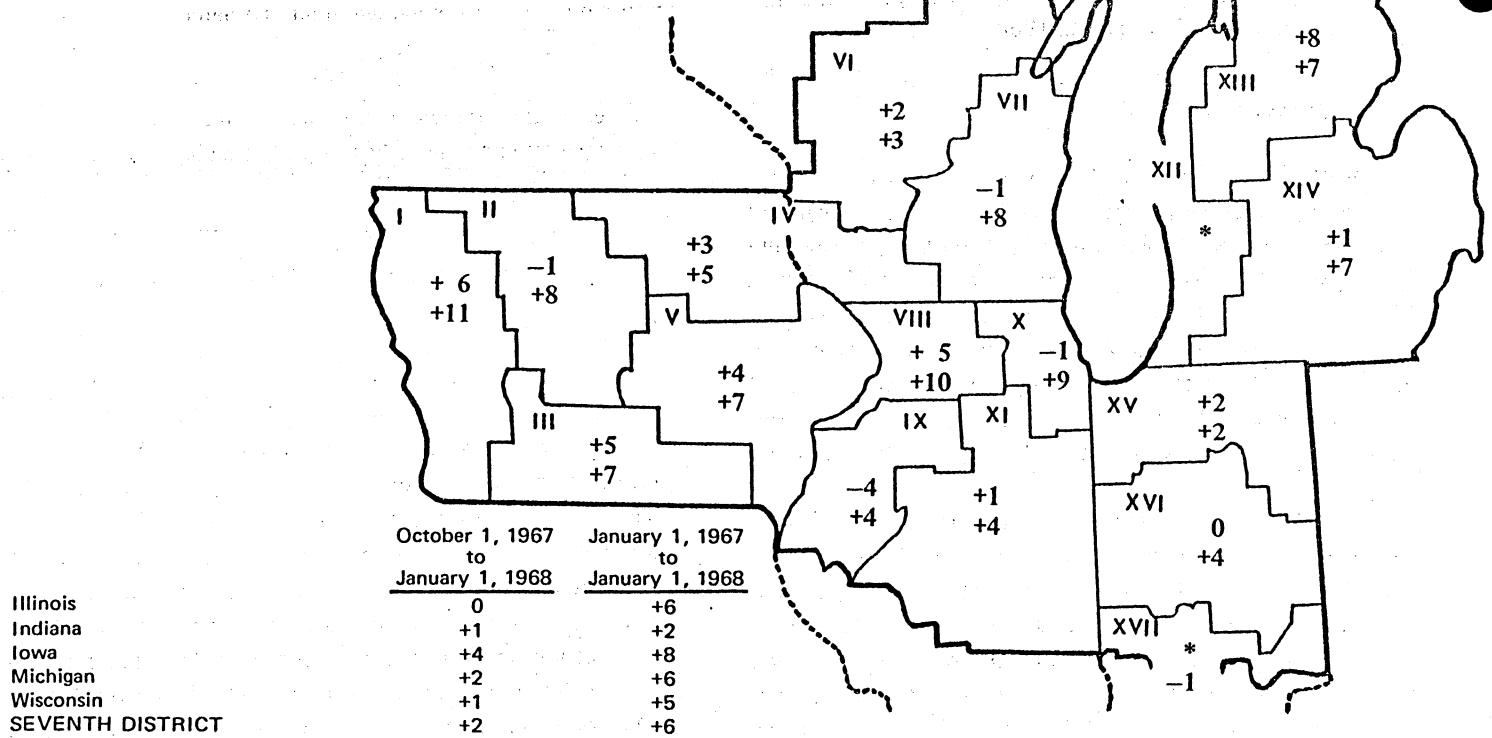 +8
+7
VI
XIII
VII
+2
+3
XII
XIV
-1
+8
I
II
IV
*
+1
+7
+3
+5
-1
+8
+ 6
+11
V
VIII
X
+ 5
+10
-1
+9
+4
+7
XV
+2
+2
III
IX
XI
+5
+7
-4
+4
+1
+4
XVI
0
+4
XVII
*
-1
October 1, 1967 January 1, 1967
to to
January 1, 1968 January 1, 1968
Illinois 0 +6
Indiana +1 +2
Iowa +4 +8
Michigan +2 +6
Wisconsin +1 +5
SEVENTH DISTRICT +2 +6